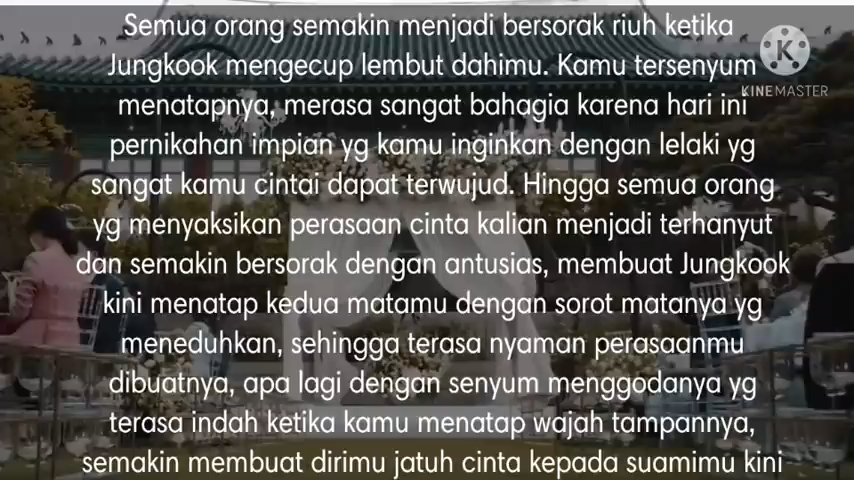 Semua orang semakin menjadi bersorak riuh ketika
Jungkook mengecup lembut dahimu. Kamu tersenyum
menatapnya, merasa sangat bahagia karena hari ini
pernikahan impian yg kamu inginkan dengan lelaki yg
sangat kamu cintai dapat terwujud. Hingga semua orang
yg menyaksikan perasaan cinta kalian menjadi terhanyut
dan semakin bersorak dengan antusias, membuat Jungkook
kini menatap kedua matamu dengan sorot matanya yg
meneduhkan, sehingga terasa nyaman perasaanmu
dibuatnya, apa lagi dengan senyum menggodanya yg
terasa indah ketika kamu menatap wajah tampannya,
semakin membuat dirimu jatuh cinta kepada suamimu kini
K
KINEMASTER